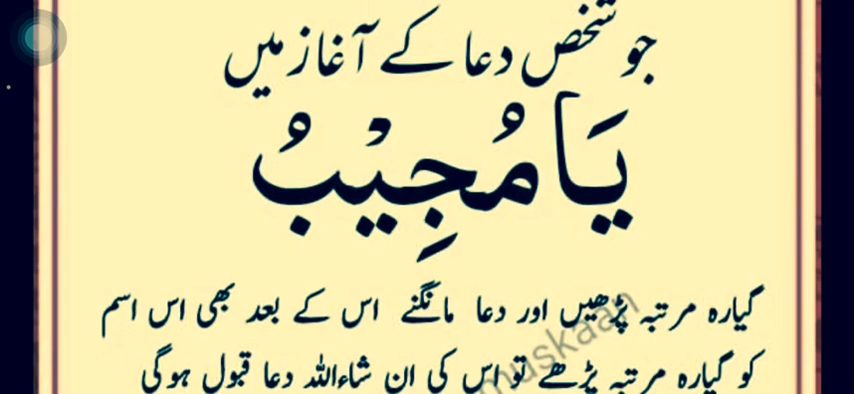 جو شخص دعا کے آغاز میں
یَا مُجِیْبُ
گیارہ مرتبہ پڑھیں اور دعا مانگنے اس کے بعد بھی اس اسم
کو گیارہ مرتبہ پڑھے تو اس کی ان شاءاللہ دعا قبول ہوگی
muskaan